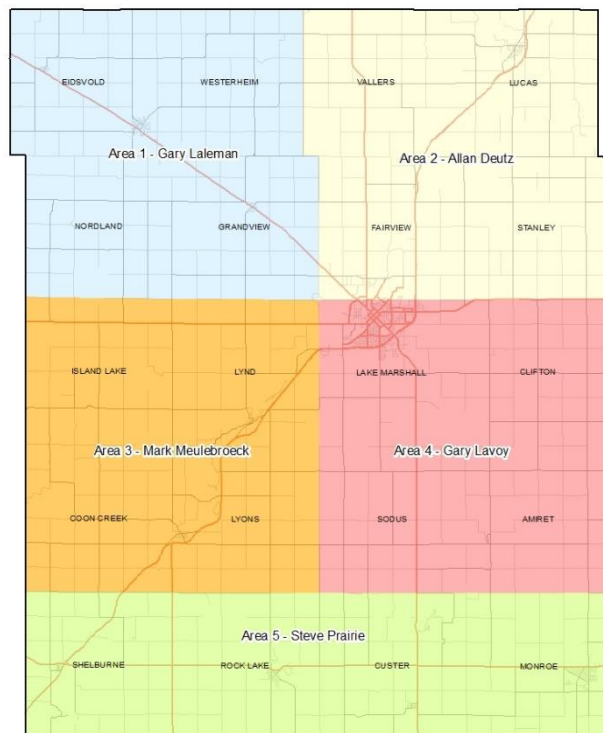 EIDSVOLD
WESTERHEIM
VALLERS
LUCAS
Area 1 - Gary Laleman
Area 2 - Allan Deutz
NORDLAND
GRANDVIEW
FAIRVIEW
STANLEY
ISLAND LAKE
LYND
LAKE MARSHALL
CLIFTON
Area 3 - Mark Meulebroeck
Area 4 - Gary Lavoy
COON CREEK
LYONS
SODUS
AMIRET
Area 5 - Steve Prairie
SHELBURNE
ROCK LAKE
CUSTER
MONROE